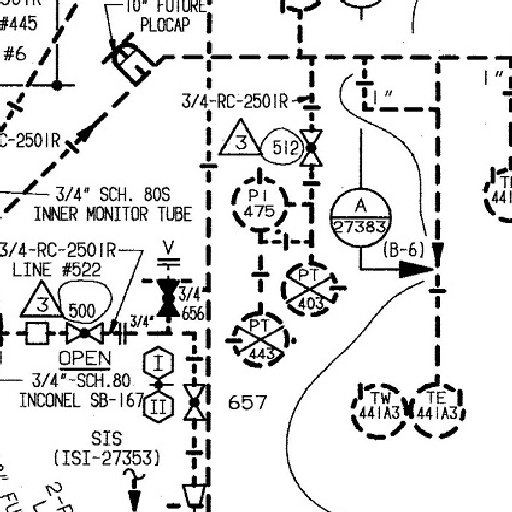 10" FUTURE
PLOCAP
#445
#6
3/4-RC-2501R
1"
1"
3
512
C-2501R
PI
475
A
27383
3/4" SCH. 80S
INNER MONITOR TUBE
3/4-RC-2501R
LINE #522
V
(B-6)
PT
403
3
500
3/4
656
3/4"
PT
443
OPEN
I
3/4"~SCH.80
INCONEL SB-167
II
657
TW
441A3
TE
441A3
SIS
(ISI-27353)